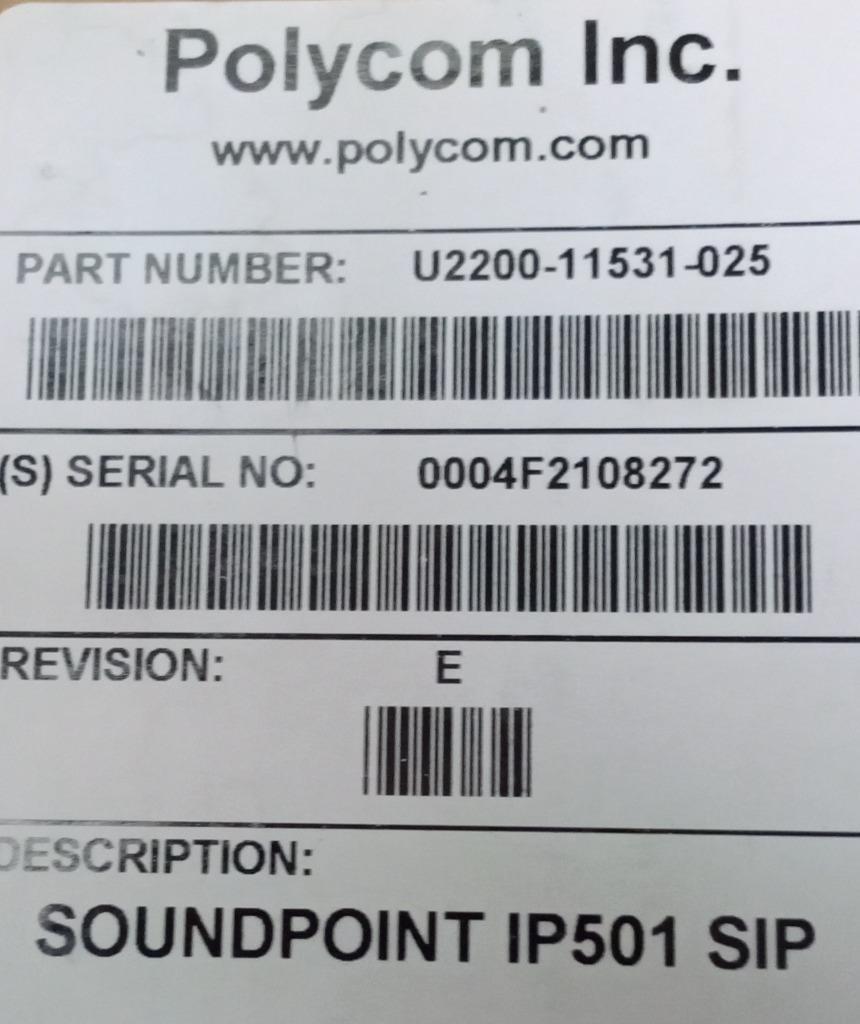 Polycom Inc.
www.polycom.com
PART NUMBER: U2200-11531-025
(S) SERIAL NO: 0004F2108272
REVISION: E
DESCRIPTION:
SOUNDPOINT IP501 SIP